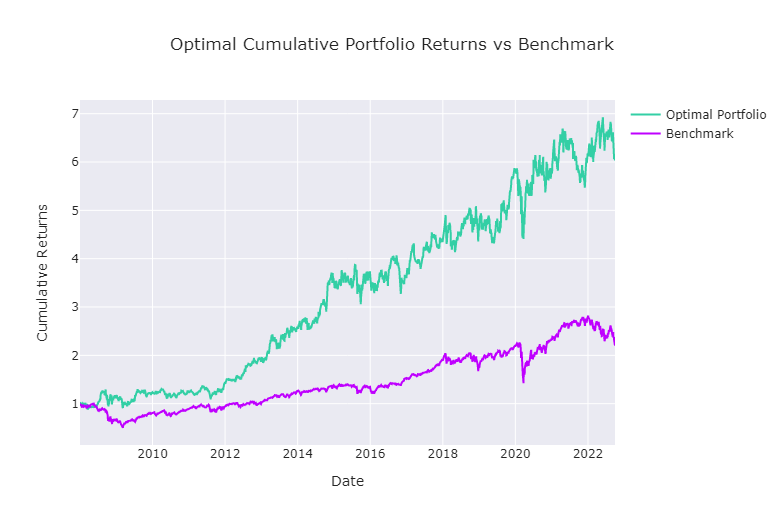 Optimal Cumulative Portfolio Returns vs Benchmark
Optimal Portfolio
Benchmark
Cumulative Returns
7
6
5
4
3
2
1
2010 2012 2014 2016 2018 2020 2022
Date